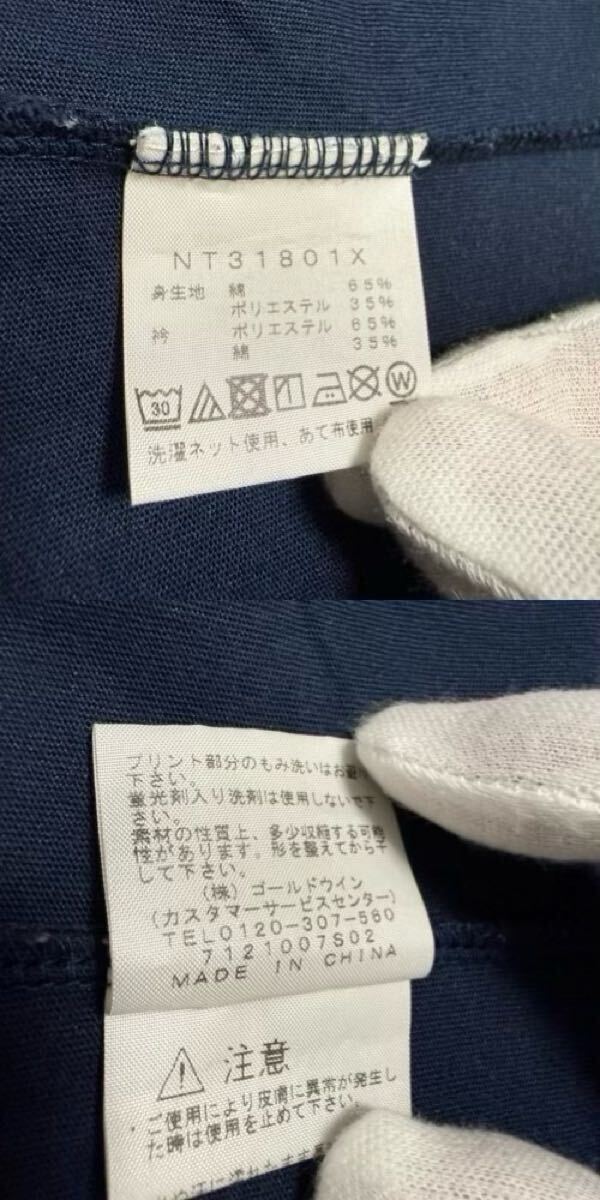 NT31801X
身生地 綿 65%
ポリエステル 35%
衿 ポリエステル 65%
綿 35%
30
W
洗濯ネット使用、あて布使用
プリント部分のもみ洗いはお避け
下さい。
蛍光剤入り洗剤は使用しないで下
さい。
素材の性質上、多少収縮する可能
性があります。形を整えてから干
して下さい。
(株)ゴールドウイン
(カスタマーサービスセンター)
TEL0120-307-560
7121007S02
MADE IN CHINA
注意
・ご使用により皮膚に異常が発生し
た時は使用を止めて下さい。